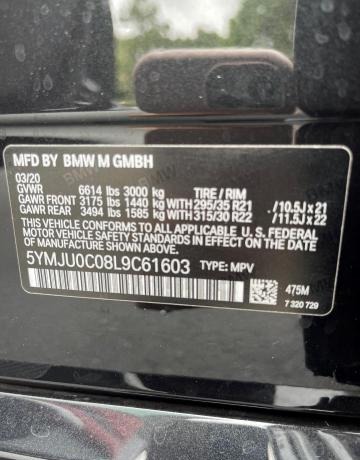 MFD BY BMW M GMBH
03/20
GVWR 6614 lbs 3000 kg TIRE / RIM
GAWR FRONT 3175 lbs 1440 kg WITH 295/35 R21 / 10.5J x 21
GAWR REAR 3494 lbs 1585 kg WITH 315/30 R22 / 11.5J x 22
THIS VEHICLE CONFORMS TO ALL APPLICABLE
U.S. FEDERAL MOTOR VEHICLE SAFETY STANDARDS
IN EFFECT ON THE DATE OF MANUFACTURE
SHOWN ABOVE.
5YMJU0C08L9C61603 TYPE: MPV
475M
7 320 729